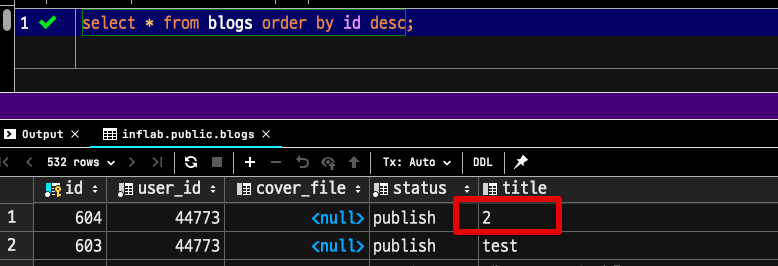 1 select * from blogs order by id desc;
Output inflab.public.blogs
532 rows Tx: Auto DDL
id user_id cover_file status title
1 604 44773 <null> publish 2
2 603 44773 <null> publish test